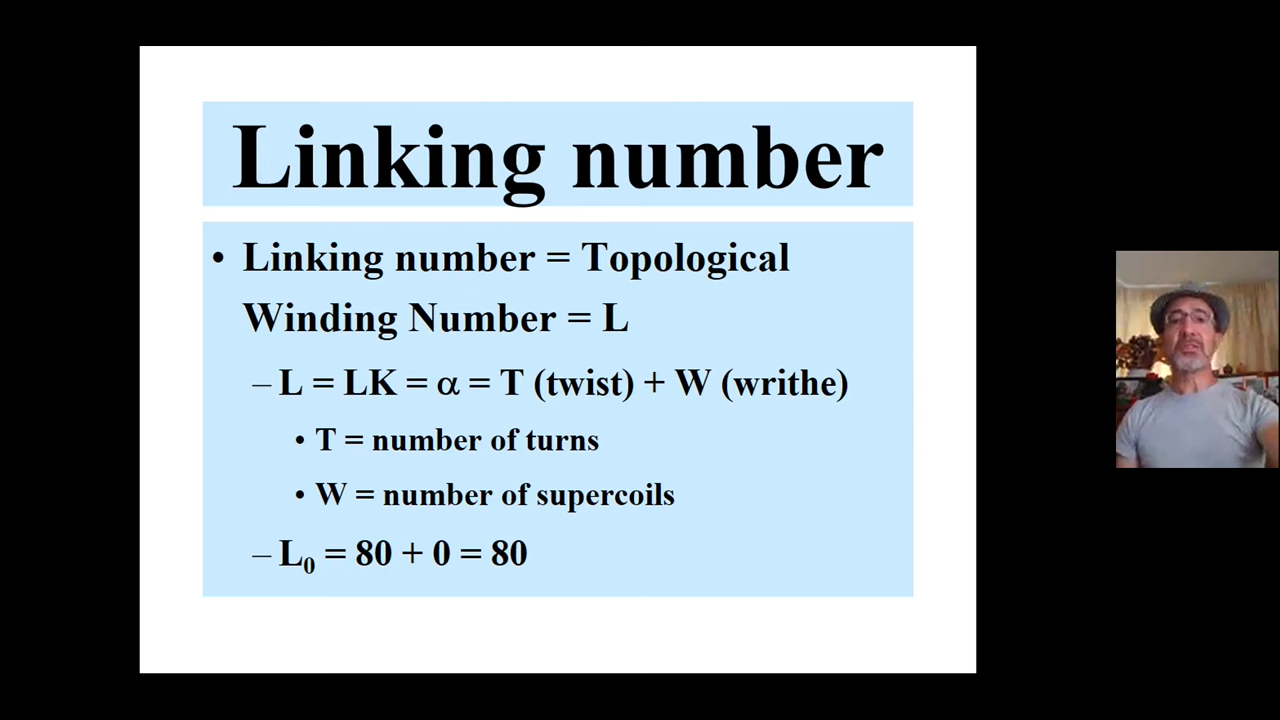 Linking number
• Linking number = Topological
Winding Number = L
– L = LK = α = T (twist) + W (writhe)
• T = number of turns
• W = number of supercoils
– L₀ = 80 + 0 = 80